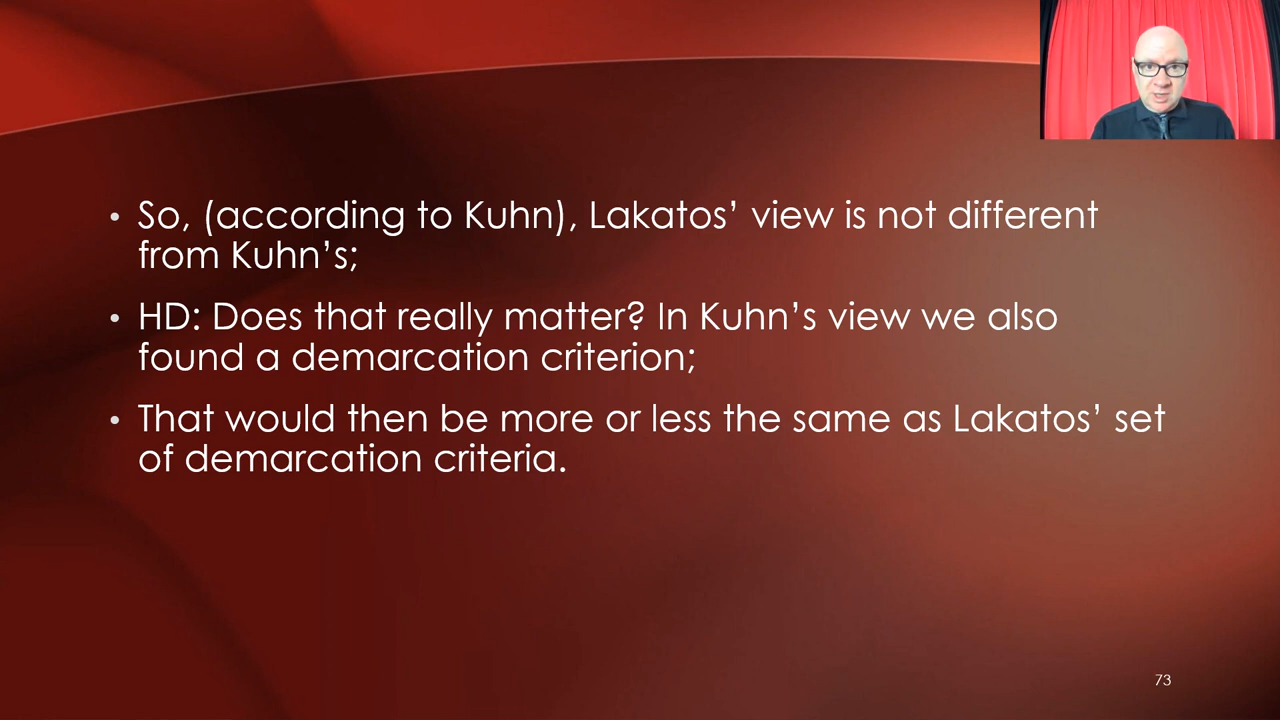 • So, (according to Kuhn), Lakatos’ view is not different
from Kuhn’s;
• HD: Does that really matter? In Kuhn’s view we also
found a demarcation criterion;
• That would then be more or less the same as Lakatos’ set
of demarcation criteria.
73